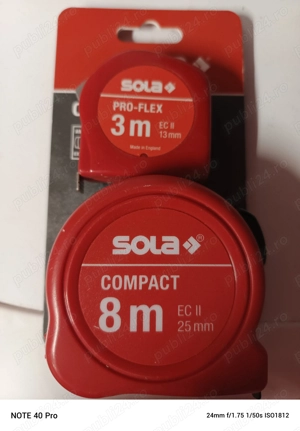 SOLA
PRO-FLEX
3 m EC II
13 mm
Made in England
SOLA
COMPACT
8 m EC II
25 mm
NOTE 40 Pro
24mm f/1.75 1/50s ISO1812